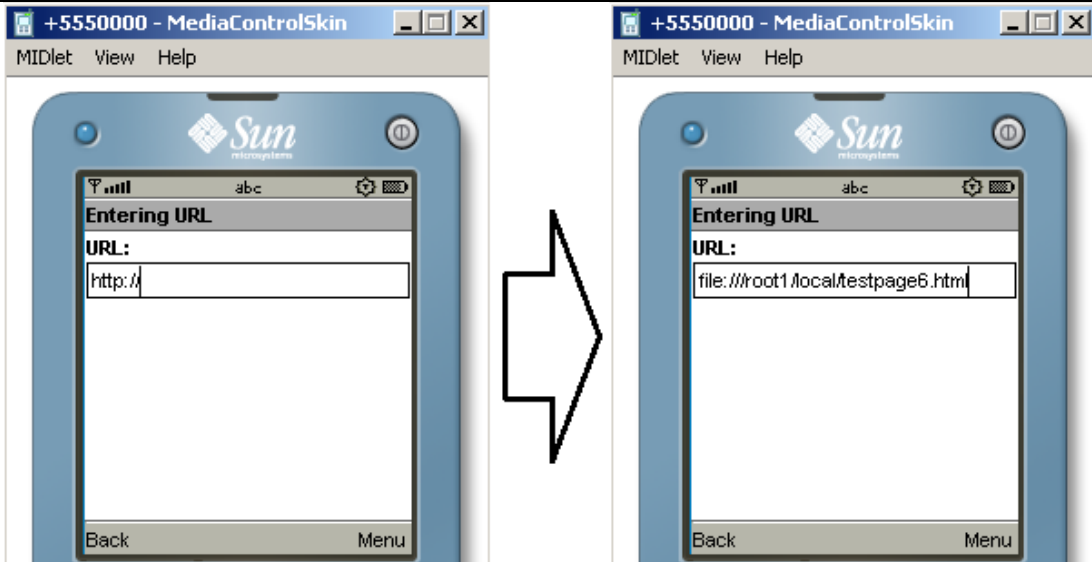 +5550000 - MediaControlSkin
MIDlet View Help
Sun
microsystems
abc
Entering URL
URL:
http://
Back Menu
+5550000 - MediaControlSkin
MIDlet View Help
Sun
microsystems
abc
Entering URL
URL:
file:///root1/local/testpage6.html
Back Menu